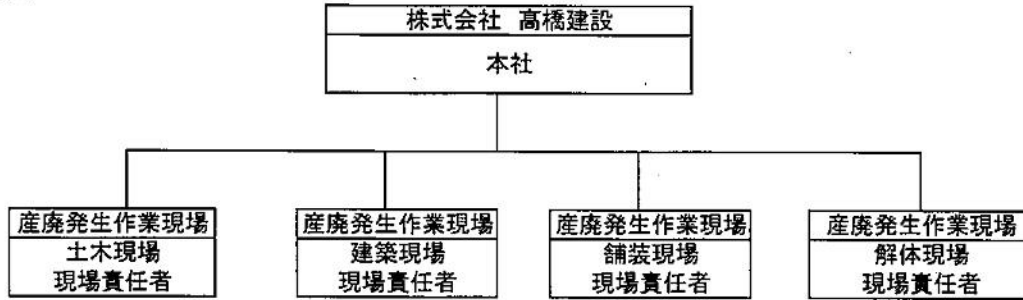 株式会社 高橋建設
本社
産廃発生作業現場
土木現場
現場責任者
産廃発生作業現場
建築現場
現場責任者
産廃発生作業現場
舗装現場
現場責任者
産廃発生作業現場
解体現場
現場責任者